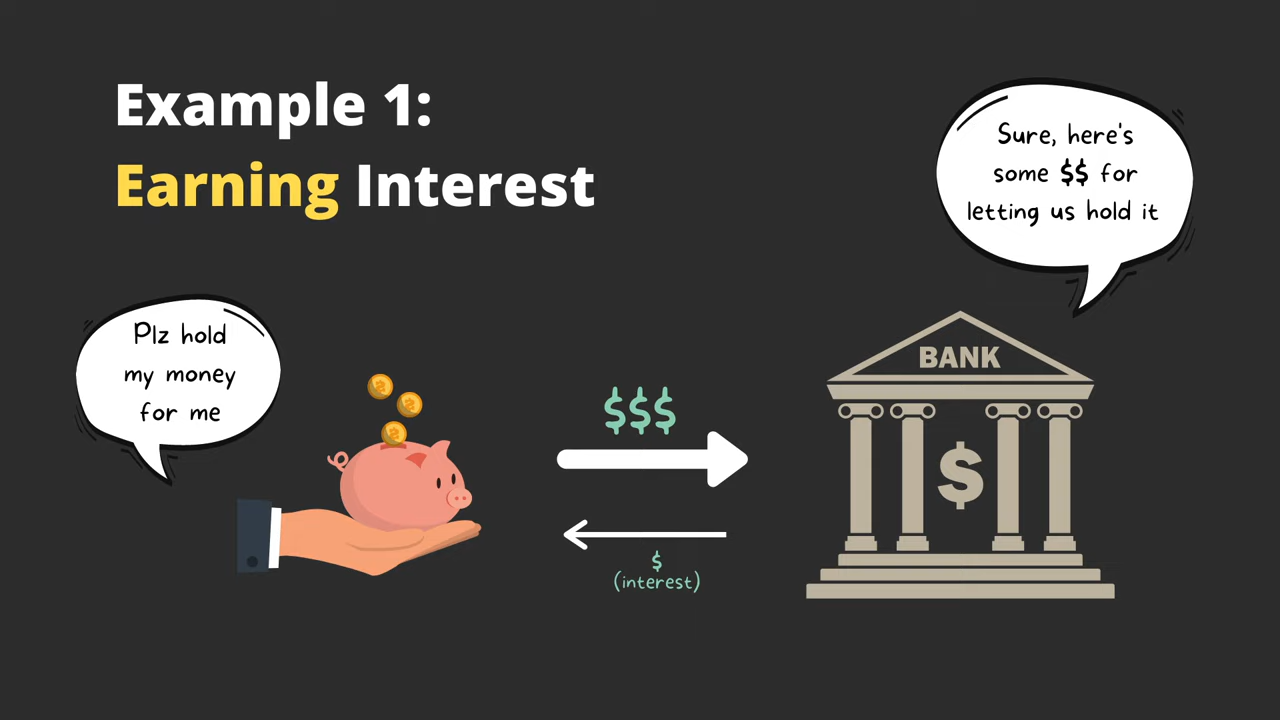 Example 1:
Earning Interest
Sure, here's
some $$ for
letting us hold it
Plz hold
my money
for me
$$$
$
(interest)
BANK
$